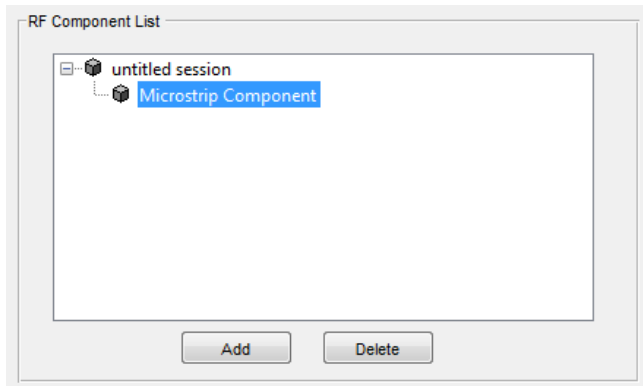 RF Component List
untitled session
Microstrip Component
Add Delete